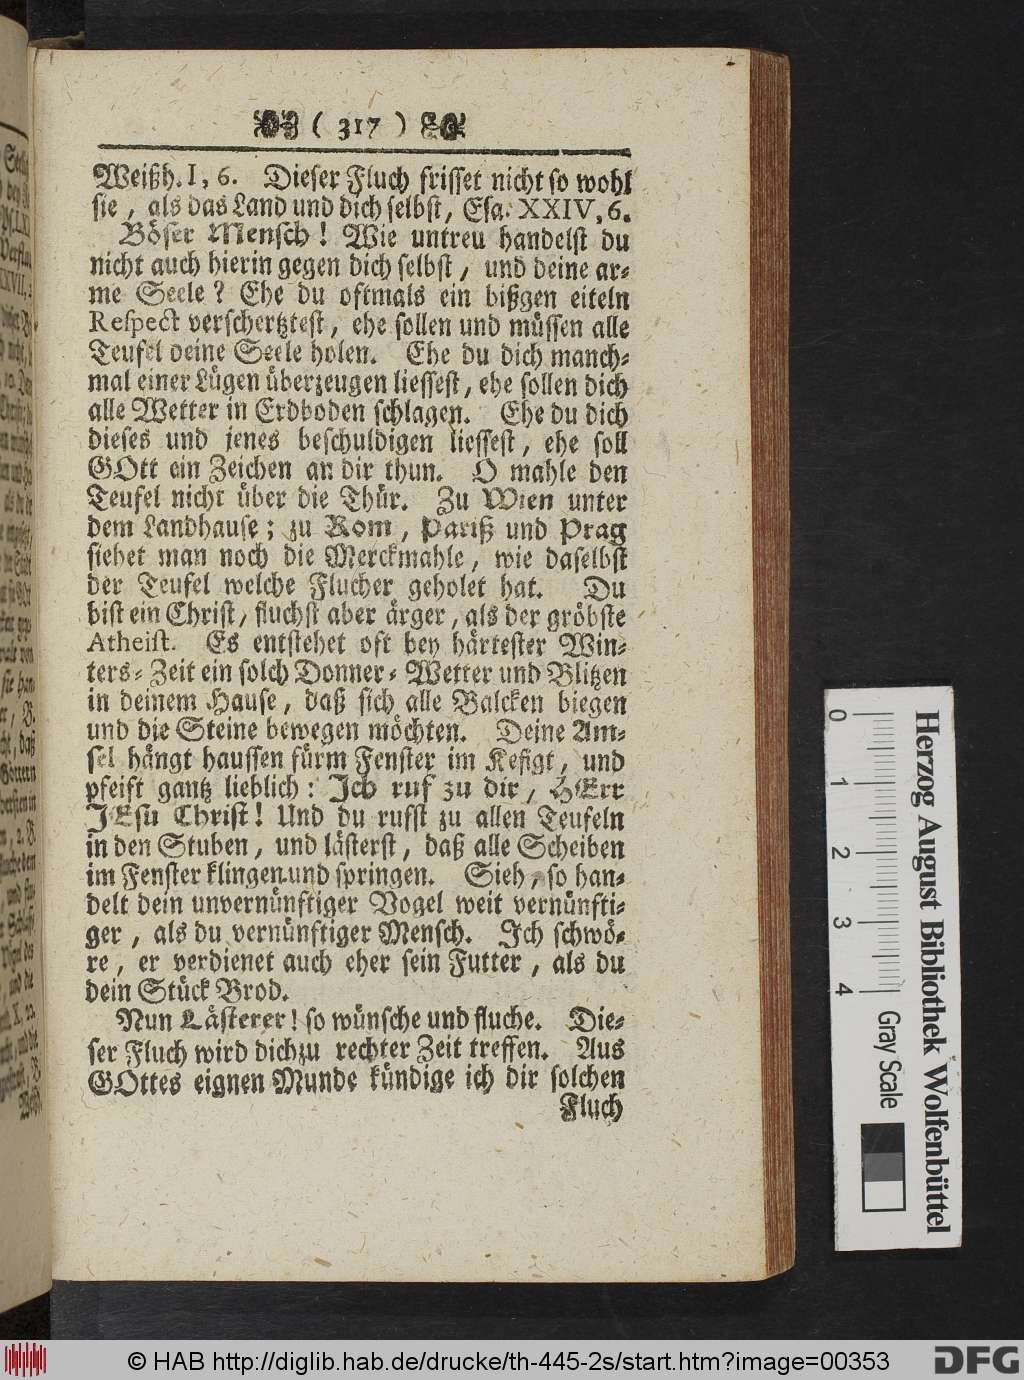 ( 317 )
Weißh. I, 6. Dieser Fluch frisset nicht so wohl
sie, als das Land und dich selbst, Esa. XXIV, 6.
Böser Mensch! Wie untreu handelst du
nicht auch hierin gegen dich selbst, und deine ar-
me Seele? Ehe du oftmals ein bißgen eiteln
Respect verschertztest, ehe sollen und müssen alle
Teufel deine Seele holen. Ehe du dich manch-
mal einer Lügen überzeugen liessest, ehe sollen dich
alle Wetter in Erdboden schlagen. Ehe du dich
dieses und jenes beschuldigen liessest, ehe soll
GOtt ein Zeichen an dir thun. O mahle den
Teufel nicht über die Thür. Zu Wien unter
dem Landhause; zu Rom, Pariß und Prag
siehet man noch die Merckmahle, wie daselbst
der Teufel welche Flucher geholet hat. Du
bist ein Christ, fluchst aber ärger, als der gröbste
Atheist. Es entstehet oft bey härtester Win-
ters-Zeit ein solch Donner-Wetter und Blitzen
in deinem Hause, daß sich alle Balcken biegen
und die Steine bewegen möchten. Deine Am-
sel hängt haussen fürm Fenster im Kefigt, und
pfeift gantz lieblich: Ich ruf zu dir, HErr
JEsu Christ! Und du rufst zu allen Teufeln
in den Stuben, und lästerst, daß alle Scheiben
im Fenster klingen und springen. Sieh, so han-
delt dein unvernünftiger Vogel weit vernünfti-
ger, als du vernünftiger Mensch. Ich schwö-
re, er verdienet auch eher sein Futter, als du
dein Stück Brod.
Nun Lästerer! so wünsche und fluche. Die-
ser Fluch wird dich zu rechter Zeit treffen. Aus
GOttes eignen Munde kündige ich dir solchen
Fluch
0 1 2 3 4
Gray Scale
Herzog August Bibliothek Wolfenbüttel
© HAB http://diglib.hab.de/drucke/th-445-2s/start.htm?image=00353
DFG